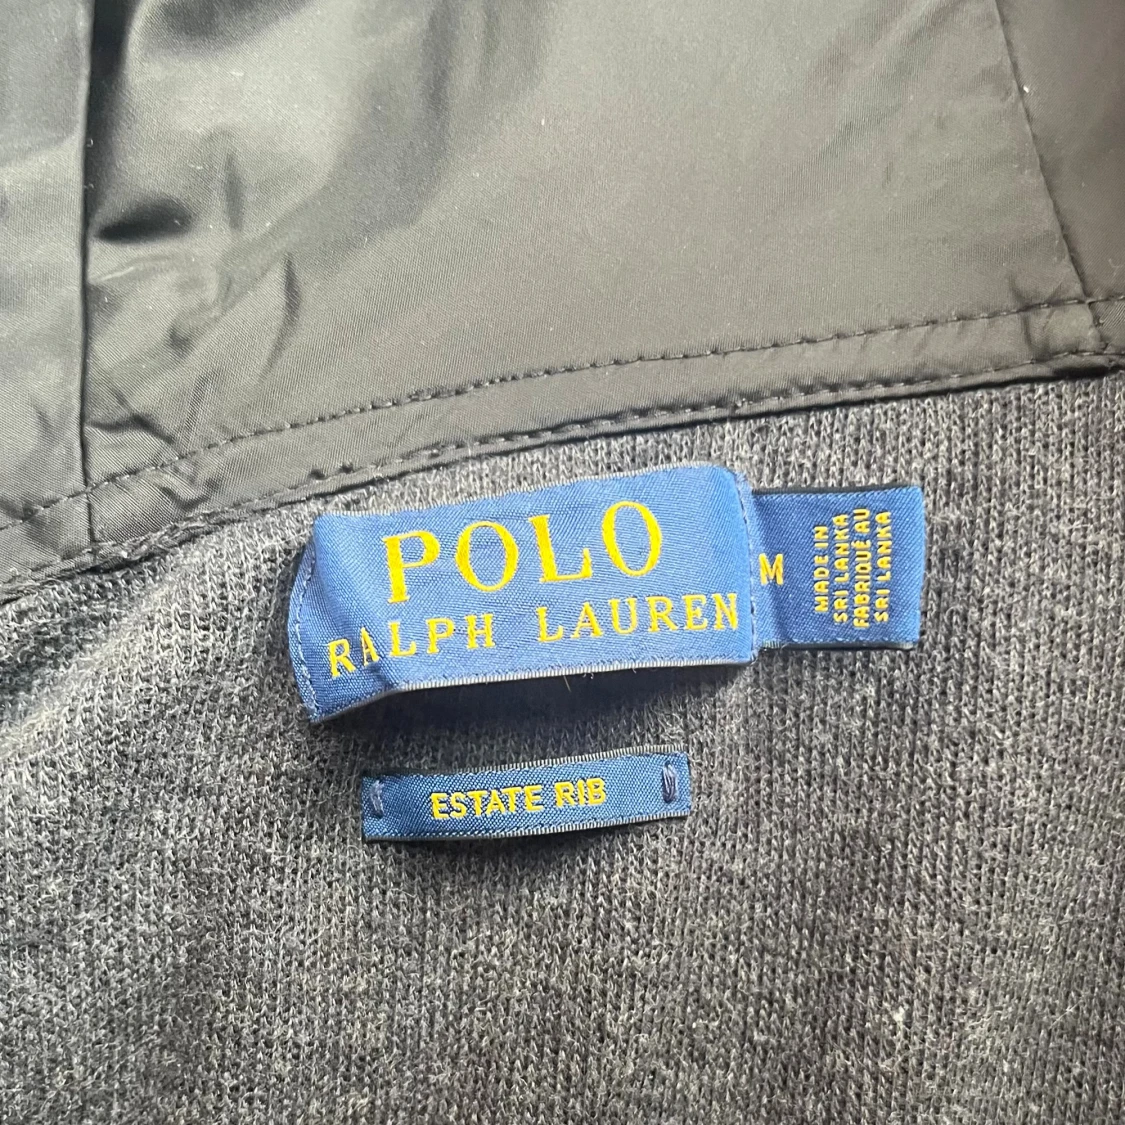 POLO
RALPH LAUREN
M
MADE IN
SRI LANKA
FABRIQUÉ AU
SRI LANKA
ESTATE RIB